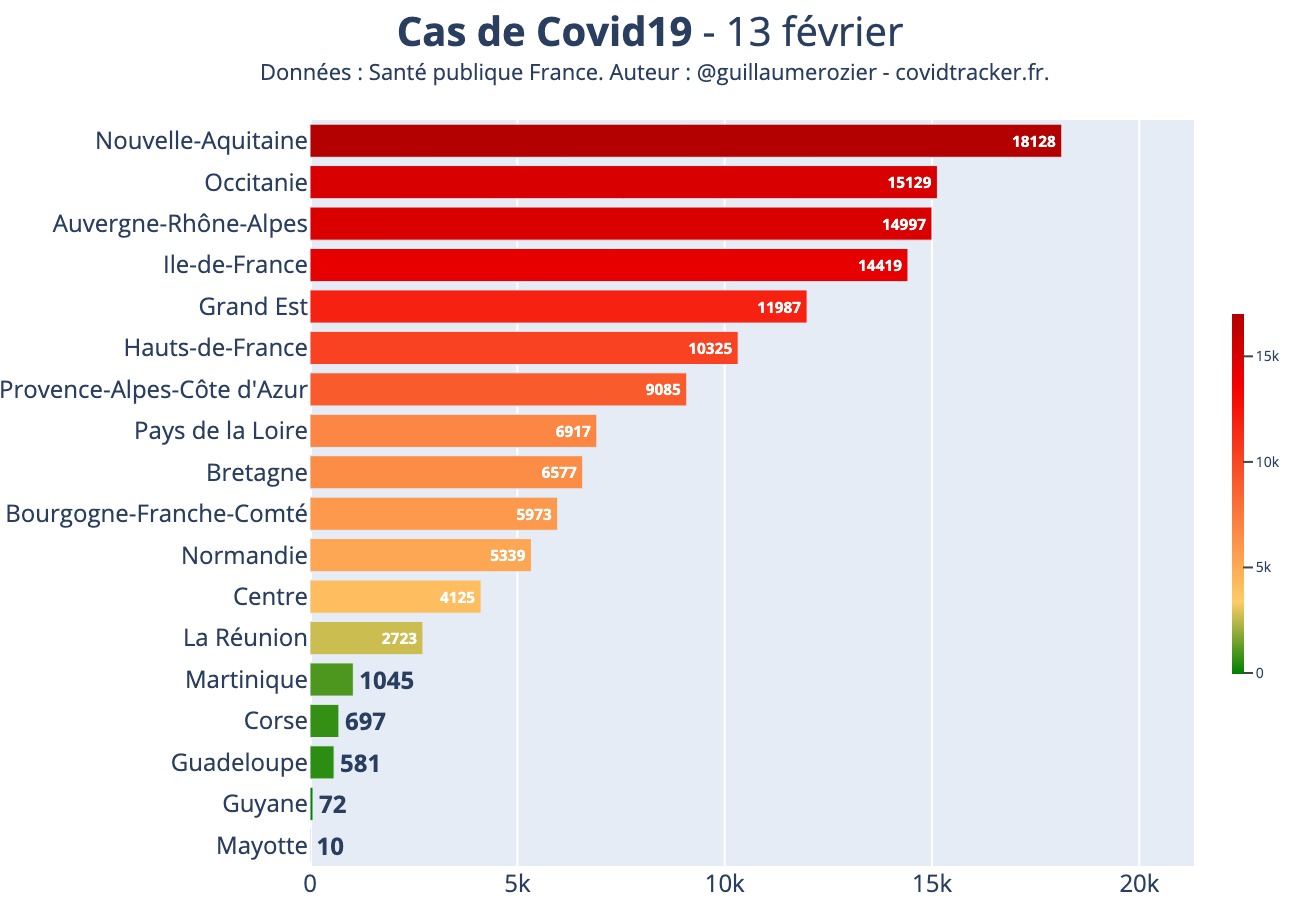 Cas de Covid19 - 13 février
Données : Santé publique France. Auteur : @guillaumerozier - covidtracker.fr.
Nouvelle-Aquitaine 18128
Occitanie 15129
Auvergne-Rhône-Alpes 14997
Ile-de-France 14419
Grand Est 11987
Hauts-de-France 10325
Provence-Alpes-Côte d'Azur 9085
Pays de la Loire 6917
Bretagne 6577
Bourgogne-Franche-Comté 5973
Normandie 5339
Centre 4125
La Réunion 2723
Martinique 1045
Corse 697
Guadeloupe 581
Guyane 72
Mayotte 10
0 5k 10k 15k 20k
15k
10k
5k
0